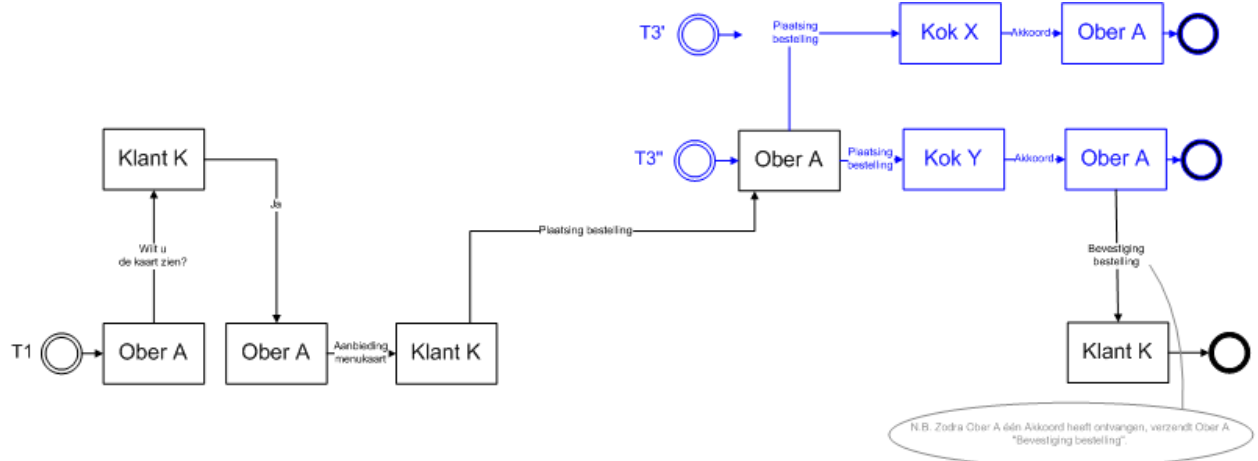 T3'
Plaatsing
bestelling
Kok X
Akkoord
Ober A
T3"
Ober A
Plaatsing
bestelling
Kok Y
Akkoord
Ober A
Klant K
Ja
Wilt u
de kaart zien?
Plaatsing bestelling
Bevestiging
bestelling
T1
Ober A
Ober A
Aanbieding
menukaart
Klant K
Klant K
N.B. Zodra Ober A één Akkoord heeft ontvangen, verzendt Ober A
"Bevestiging bestelling".